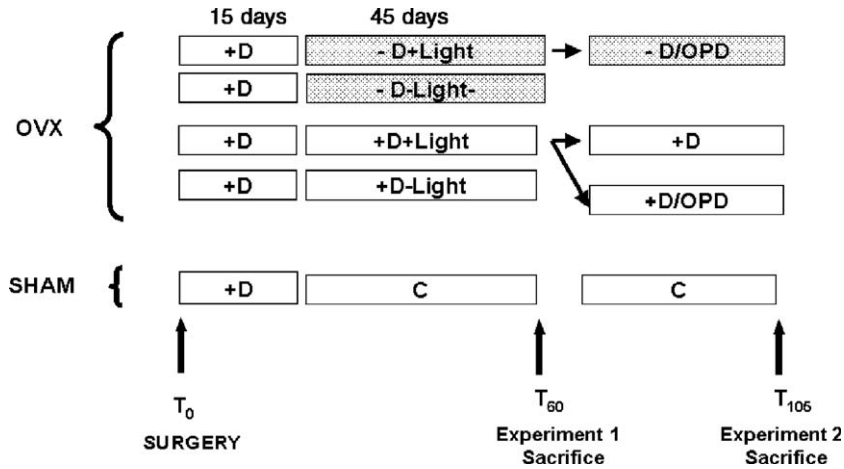 15 days 45 days
+D - D+Light - D/OPD
+D - D-Light-
OVX
+D +D+Light +D
+D +D-Light +D/OPD
SHAM +D C C
T0 T60 T105
SURGERY Experiment 1 Experiment 2
Sacrifice Sacrifice